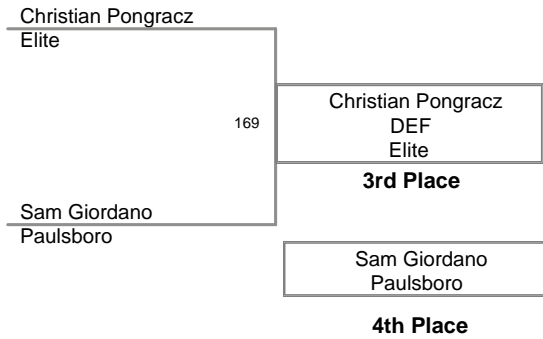 Christian Pongracz
Elite
169
Christian Pongracz
DEF
Elite
3rd Place
Sam Giordano
Paulsboro
Sam Giordano
Paulsboro
4th Place